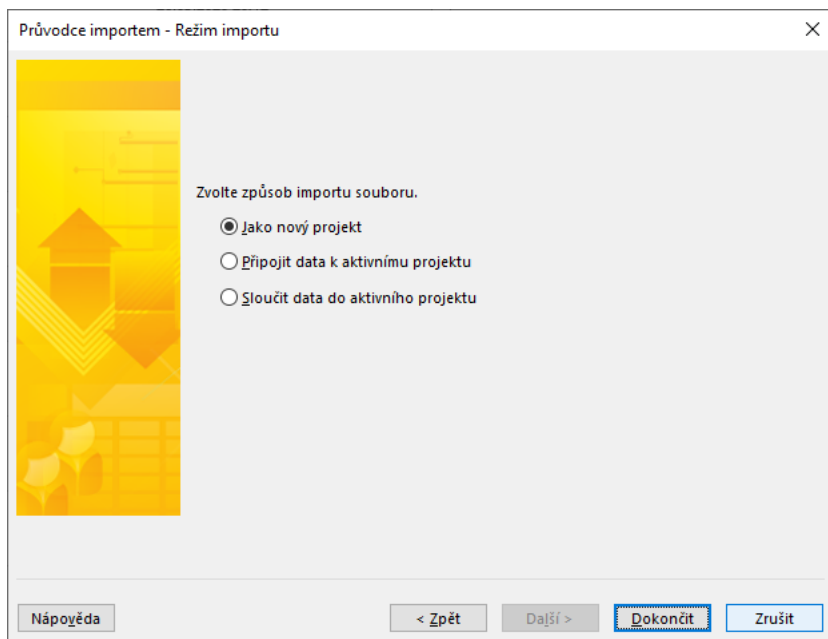 Průvodce importem - Režim importu
Zvolte způsob importu souboru.
Jako nový projekt
Připojit data k aktivnímu projektu
Sloučit data do aktivního projektu
Nápověda
< Zpět
Další >
Dokončit
Zrušit